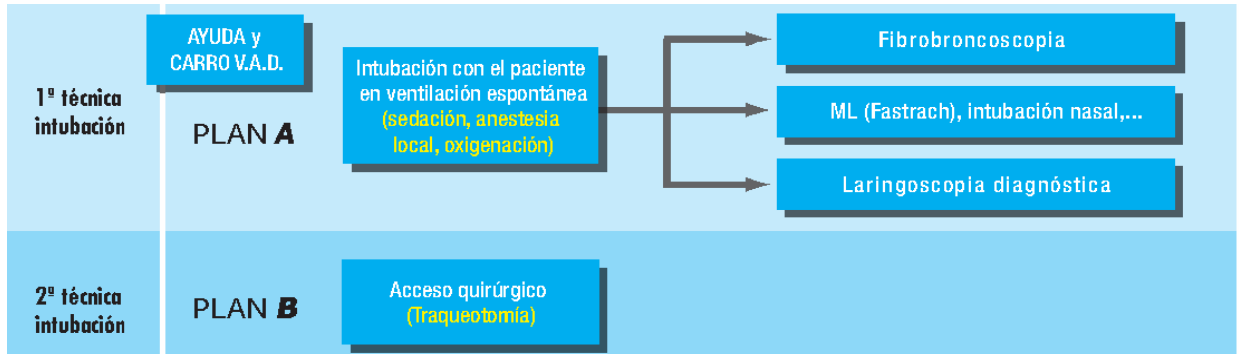 1ª técnica
intubación
AYUDA y
CARRO V.A.D.
PLAN A
Intubación con el paciente
en ventilación espontánea
(sedación, anestesia
local, oxigenación)
Fibrobroncoscopia
ML (Fastrach), intubación nasal,...
Laringoscopia diagnóstica
2ª técnica
intubación
PLAN B
Acceso quirúrgico
(Traqueotomía)